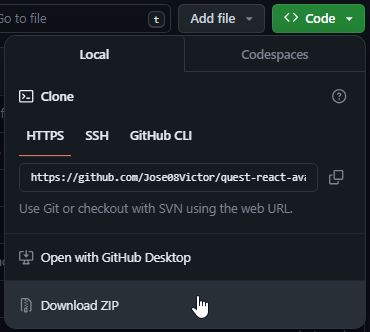 Go to file
t
Add file
Code
Local
Codespaces
Clone
?
HTTPS
SSH
GitHub CLI
https://github.com/Jose08Victor/quest-react-ava
Use Git or checkout with SVN using the web URL.
Open with GitHub Desktop
Download ZIP